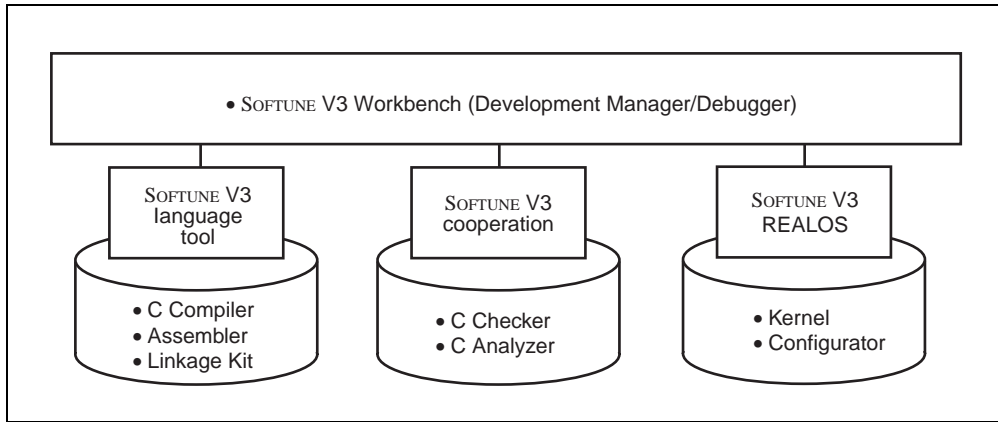 • SOFTUNE V3 Workbench (Development Manager/Debugger)
SOFTUNE V3
language
tool
• C Compiler
• Assembler
• Linkage Kit
SOFTUNE V3
cooperation
• C Checker
• C Analyzer
SOFTUNE V3
REALOS
• Kernel
• Configurator